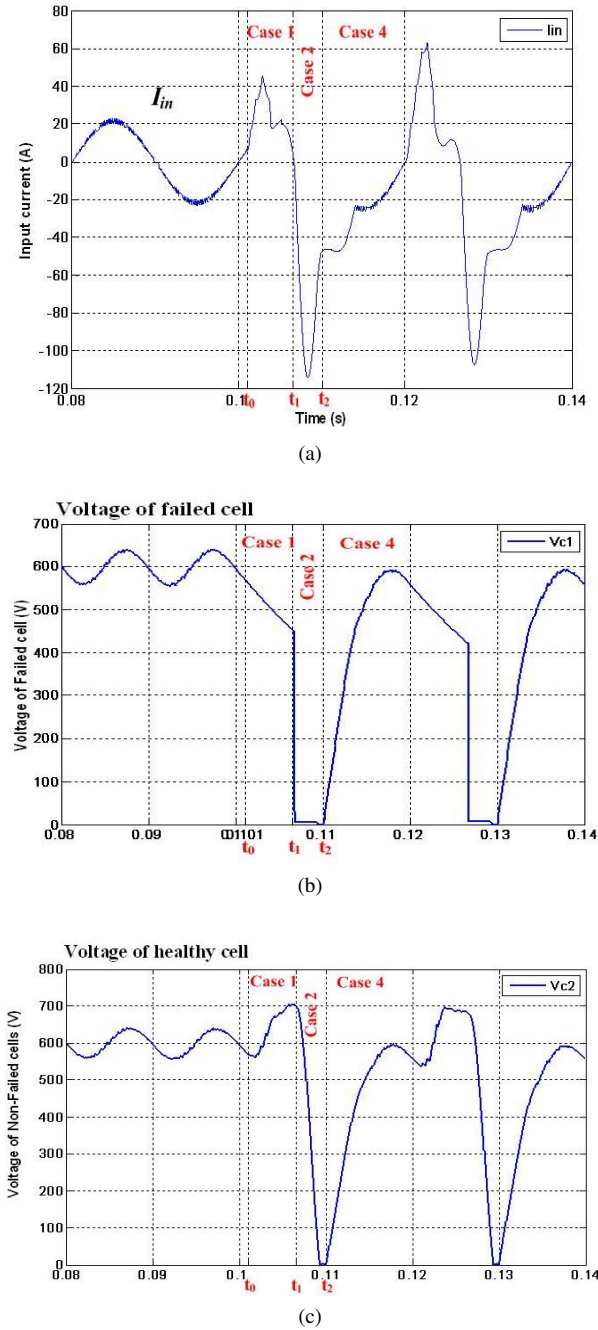 80
60
40
20
0
-20
-40
-60
-80
-100
-120
Input currrent (A)
Case 1
Case 2
Case 4
Iin
Iin
0.08
0.1
0.11
0.12
0.14
t0
t1
t2
Time (s)
(a)
Voltage of failed cell
700
600
500
400
300
200
100
0
Voltage of Failed cell (V)
Case 1
Case 2
Case 4
Vc1
0.08
0.09
0.11
0.12
0.13
0.14
t0
t1
t2
(b)
Voltage of healthy cell
800
700
600
500
400
300
200
100
0
Voltage of Non-Failed cells (V)
Case 1
Case 2
Case 4
Vc2
0.08
0.09
0.1
0.11
0.12
0.13
0.14
t0
t1
t2
(c)